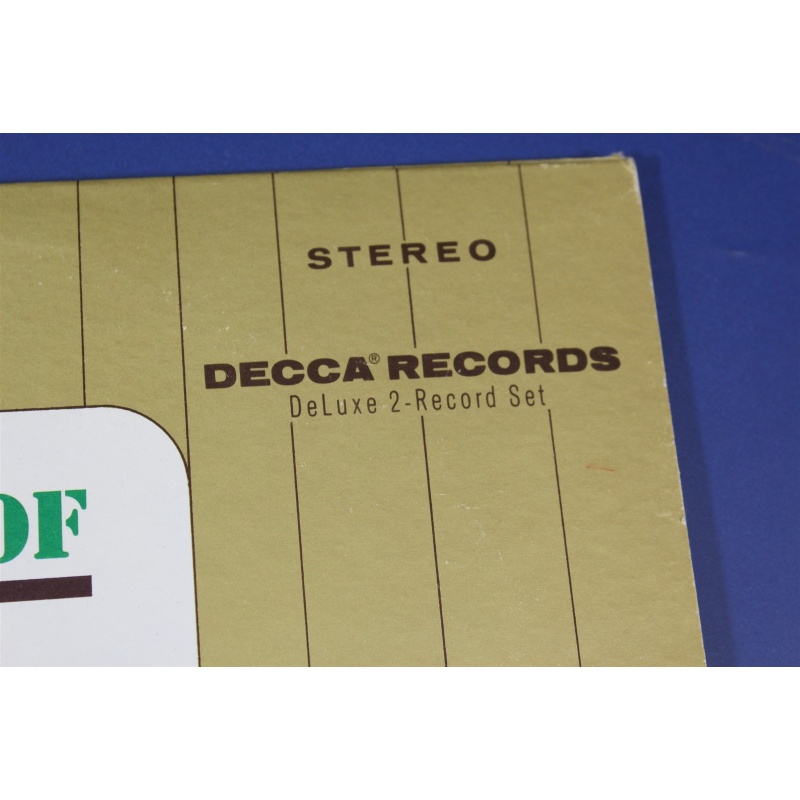 STEREO
DECCA® RECORDS
DeLuxe 2-Record Set
OF